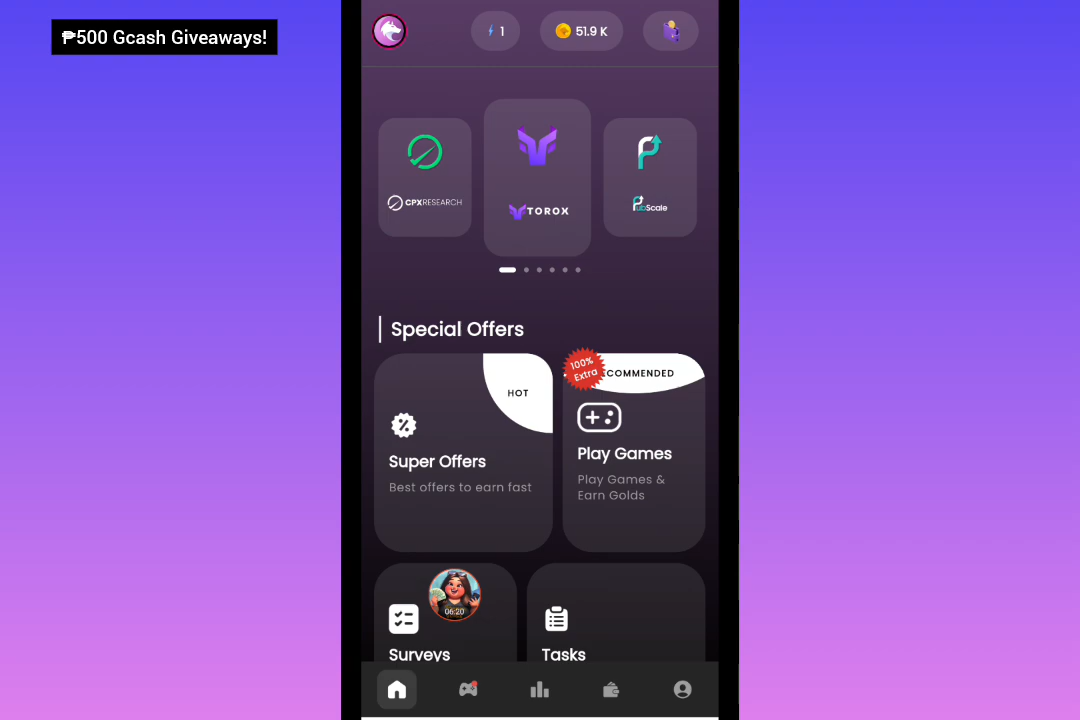 ₱500 Gcash Giveaways!
1
51.9 K
CPXRESEARCH
TOROX
PubScale
Special Offers
HOT
100%
Extra
COMMENDED
Super Offers
Best offers to earn fast
Play Games
Play Games &
Earn Golds
06:20
Surveys
Tasks